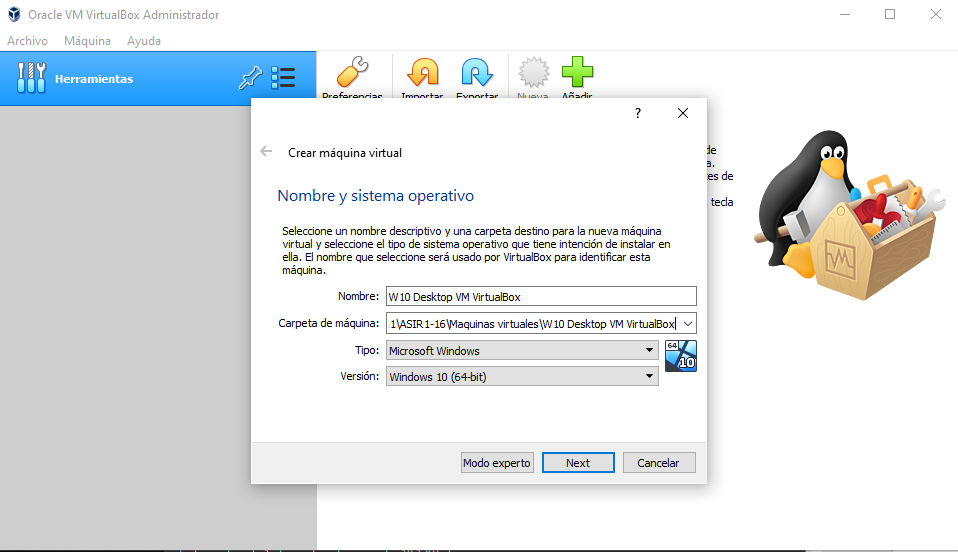 Oracle VM VirtualBox Administrador
Archivo Máquina Ayuda
Herramientas
Preferencias Importar Exportar Nueva Añadir
?
Crear máquina virtual
de
a.
Nombre y sistema operativo
es de
tecla
Seleccione un nombre descriptivo y una carpeta destino para la nueva máquina
virtual y seleccione el tipo de sistema operativo que tiene intención de instalar en
ella. El nombre que seleccione será usado por VirtualBox para identificar esta
máquina.
Nombre: W10 Desktop VM VirtualBox
Carpeta de máquina: 1\ASIR1-16\Maquinas virtuales\W10 Desktop VM VirtualBox
Tipo: Microsoft Windows
64
10
Versión: Windows 10 (64-bit)
Modo experto Next Cancelar